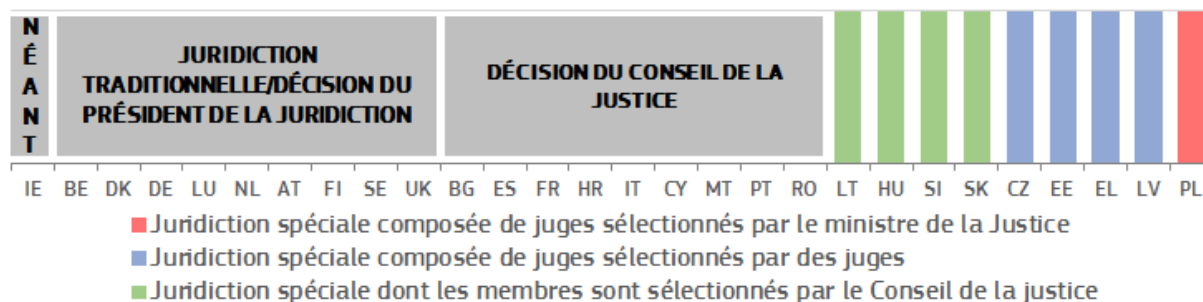 NÉANT
JURIDICTION
TRADITIONNELLE/DÉCISION DU
PRÉSIDENT DE LA JURIDICTION
DÉCISION DU CONSEIL DE LA
JUSTICE
IE BE DK DE LU NL AT FI SE UK BG ES FR HR IT CY MT PT RO LT HU SI SK CZ EE EL LV PL
Juridiction spéciale composée de juges sélectionnés par le ministre de la Justice
Juridiction spéciale composée de juges sélectionnés par des juges
Juridiction spéciale dont les membres sont sélectionnés par le Conseil de la justice